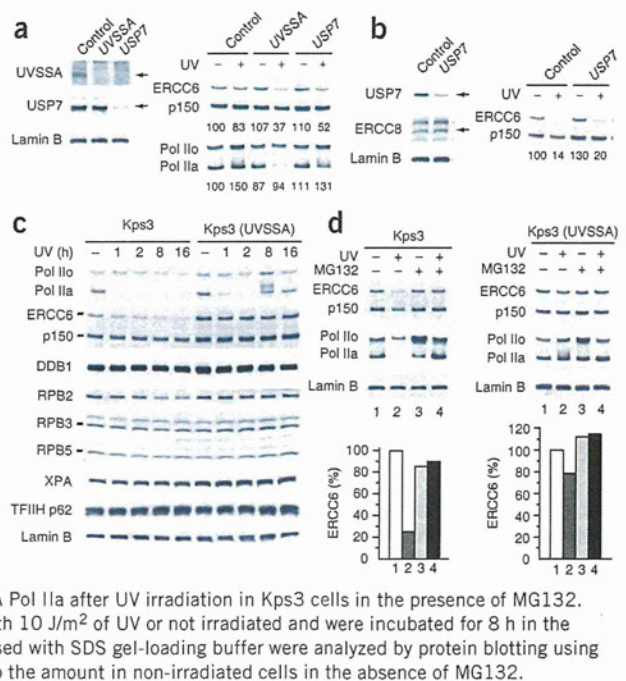 a
Control
UVSSA
USP7
UVSSA
USP7
Lamin B
Control UVSSA USP7
UV − + − + − +
ERCC6
p150
100 83 107 37 110 52
Pol IIo
Pol IIa
100 150 87 94 111 131
b
Control
USP7
USP7
ERCC8
Lamin B
Control USP7
UV − + − +
ERCC6
p150
100 14 130 20
c
Kps3 Kps3 (UVSSA)
UV (h) − 1 2 8 16 − 1 2 8 16
Pol IIo
Pol IIa
ERCC6
p150
DDB1
RPB2
RPB3
RPB5
XPA
TFIIH p62
Lamin B
d
Kps3
UV − + − +
MG132 − − + +
ERCC6
p150
Pol IIo
Pol IIa
Lamin B
1 2 3 4
ERCC6 (%)
100
80
60
40
20
0
1 2 3 4
Kps3 (UVSSA)
UV − + − +
MG132 − − + +
ERCC6
p150
Pol IIo
Pol IIa
Lamin B
1 2 3 4
ERCC6 (%)
120
100
80
60
40
20
0
1 2 3 4
A Pol IIa after UV irradiation in Kps3 cells in the presence of MG132.
th 10 J/m² of UV or not irradiated and were incubated for 8 h in the
sed with SDS gel-loading buffer were analyzed by protein blotting using
o the amount in non-irradiated cells in the absence of MG132.